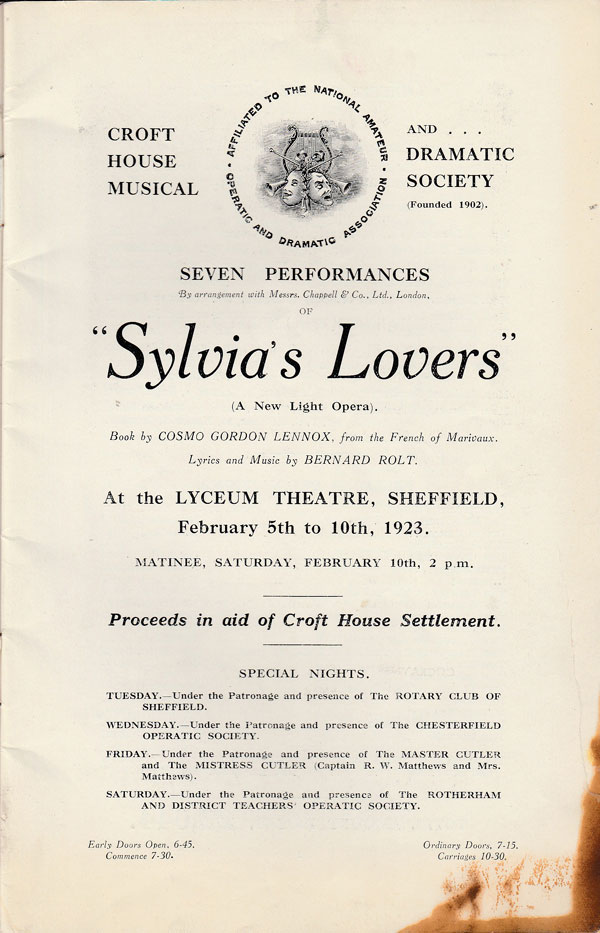 CROFT
HOUSE
MUSICAL
AFFILIATED TO THE NATIONAL AMATEUR
OPERATIC AND DRAMATIC ASSOCIATION
AND . . .
DRAMATIC
SOCIETY
(Founded 1902).
SEVEN PERFORMANCES
By arrangement with Messrs. Chappell & Co., Ltd., London,
OF
"Sylvia's Lovers"
(A New Light Opera).
Book by COSMO GORDON LENNOX, from the French of Marivaux.
Lyrics and Music by BERNARD ROLT.
At the LYCEUM THEATRE, SHEFFIELD,
February 5th to 10th, 1923.
MATINEE, SATURDAY, FEBRUARY 10th, 2 p.m.
Proceeds in aid of Croft House Settlement.
SPECIAL NIGHTS.
TUESDAY.—Under the Patronage and presence of The ROTARY CLUB OF
SHEFFIELD.
WEDNESDAY.—Under the Patronage and presence of The CHESTERFIELD
OPERATIC SOCIETY.
FRIDAY.—Under the Patronage and presence of The MASTER CUTLER
and The MISTRESS CUTLER (Captain R. W. Matthews and Mrs.
Matthews).
SATURDAY.—Under the Patronage and presence of The ROTHERHAM
AND DISTRICT TEACHERS' OPERATIC SOCIETY.
Early Doors Open, 6-45.
Commence 7-30.
Ordinary Doors, 7-15.
Carriages 10-30.